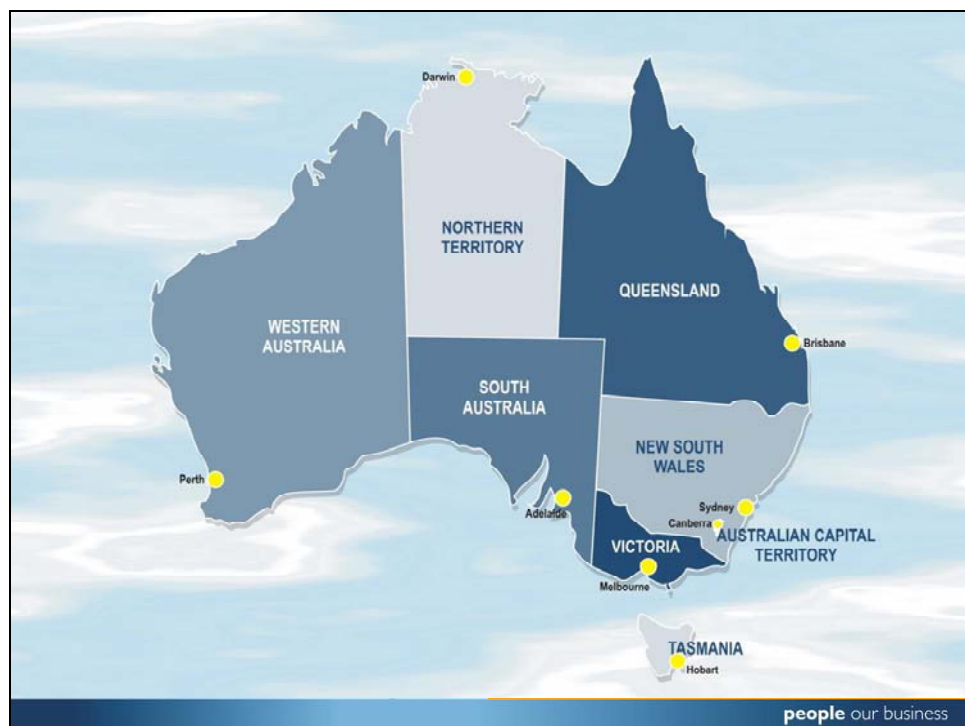 Darwin
NORTHERN
TERRITORY
QUEENSLAND
WESTERN
AUSTRALIA
Brisbane
SOUTH
AUSTRALIA
NEW SOUTH
WALES
Perth
Adelaide
Sydney
Canberra
AUSTRALIAN CAPITAL
TERRITORY
VICTORIA
Melbourne
TASMANIA
Hobart
people our business